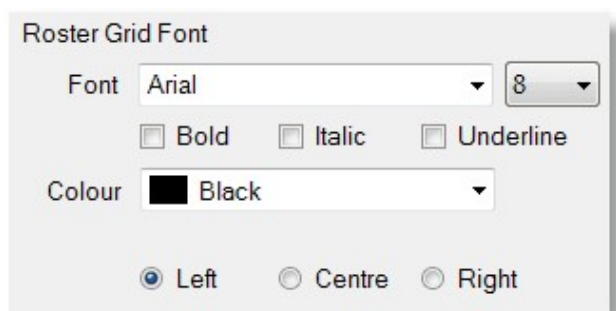 Roster Grid Font
Font Arial 8
Bold Italic Underline
Colour Black
Left Centre Right